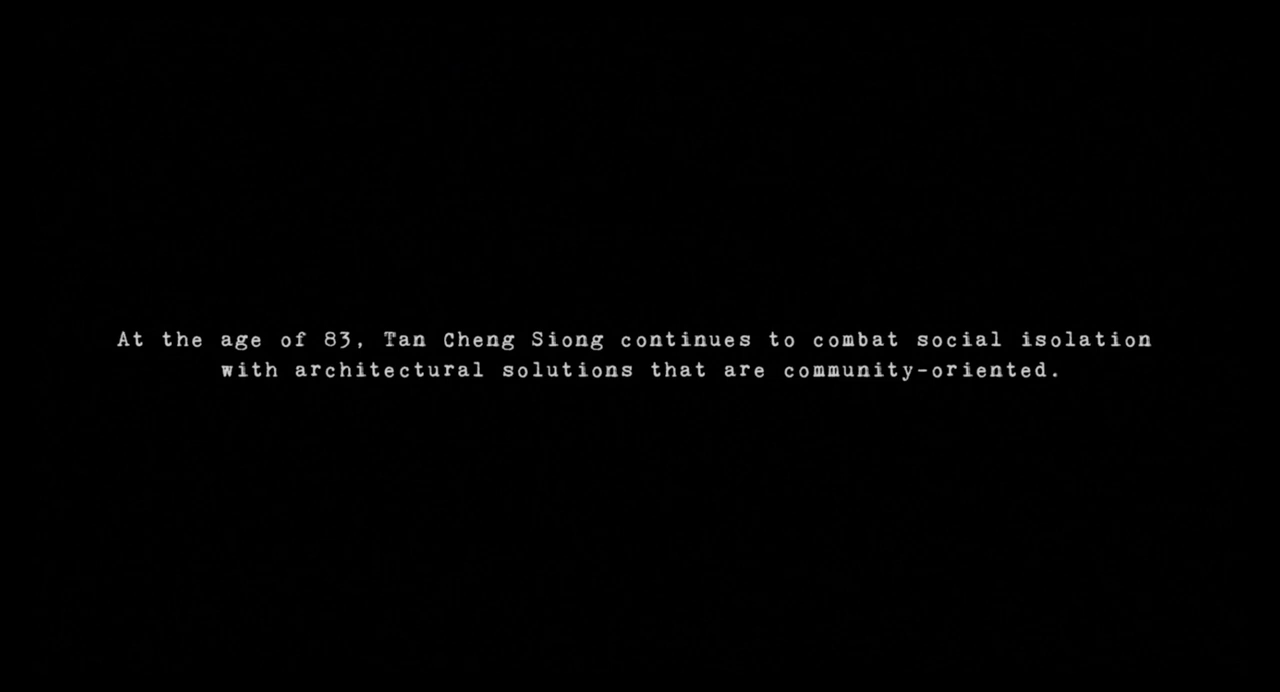 At the age of 83, Tan Cheng Siong continues to combat social isolation
with architectural solutions that are community-oriented.